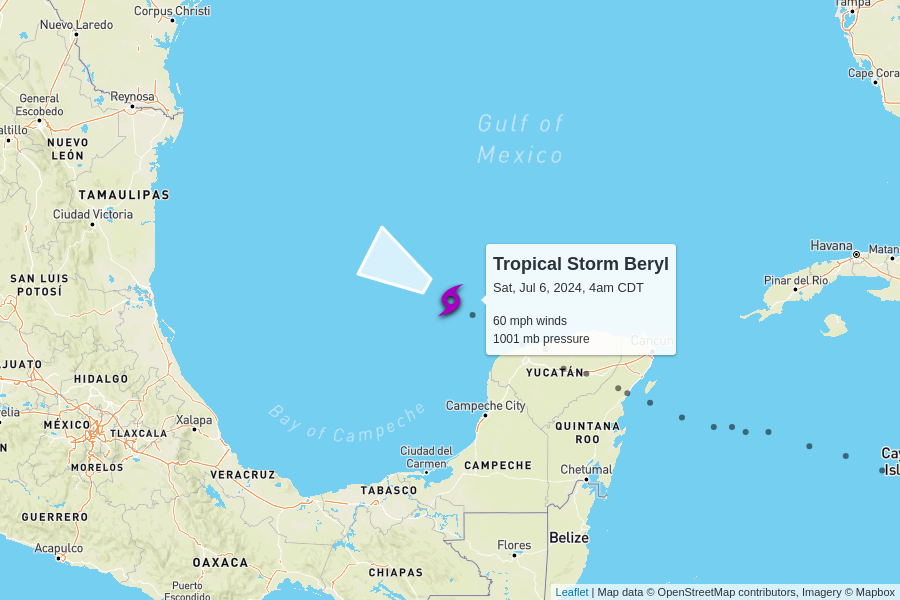 Corpus Christi
Tampa
Nuevo Laredo
Cape Cora
General
Escobedo
Reynosa
altillo
Gulf of
Mexico
NUEVO
LEÓN
TAMAULIPAS
Ciudad Victoria
Havana
Matan
Tropical Storm Beryl
Sat, Jul 6, 2024, 4am CDT
60 mph winds
1001 mb pressure
SAN LUIS
POTOSÍ
Pinar del Rio
Cancún
JUATO
HIDALGO
YUCATÁN
elia
MÉXICO
Xalapa
TLAXCALA
Bay of Campeche
Campeche City
QUINTANA
ROO
N
MORELOS
VERACRUZ
Ciudad del
Carmen
CAMPECHE
Chetumal
Cay
Isl
TABASCO
GUERRERO
Acapulco
OAXACA
CHIAPAS
Flores
Belize
Puerto
Escondido
Leaflet | Map data © OpenStreetMap contributors, Imagery © Mapbox